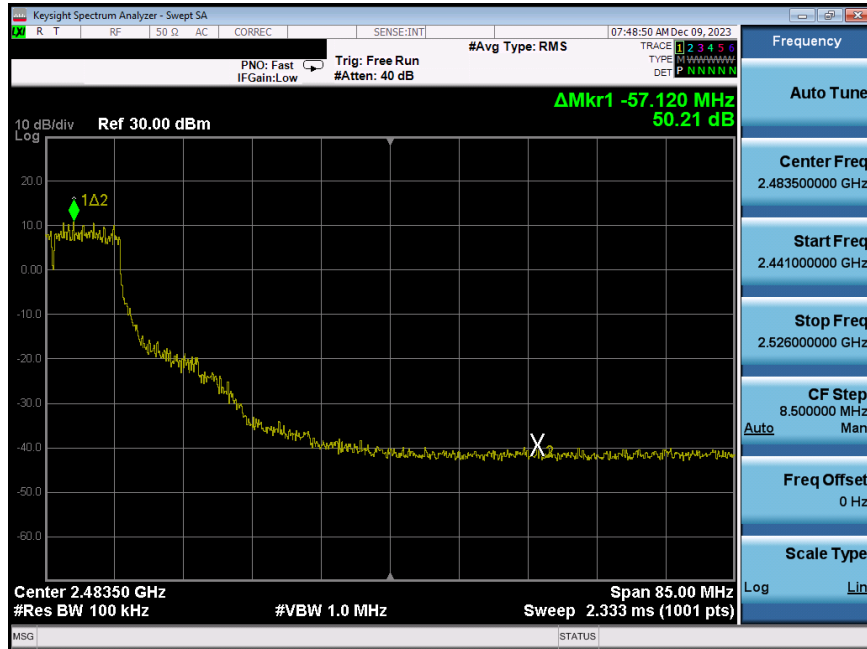 Keysight Spectrum Analyzer - Swept SA
LXI R T RF 50 Ω AC CORREC SENSE:INT 07:48:50 AM Dec 09, 2023
#Avg Type: RMS TRACE 1 2 3 4 5 6
PNO: Fast Trig: Free Run TYPE M WWWWW
IFGain:Low #Atten: 40 dB DET P N N N N N
ΔMkr1 -57.120 MHz
50.21 dB
10 dB/div Ref 30.00 dBm
Log
20.0
1Δ2
10.0
0.00
-10.0
-20.0
-30.0
-40.0
2
-50.0
-60.0
Center 2.48350 GHz Span 85.00 MHz
#Res BW 100 kHz #VBW 1.0 MHz Sweep 2.333 ms (1001 pts)
MSG STATUS
Frequency
Auto Tune
Center Freq
2.483500000 GHz
Start Freq
2.441000000 GHz
Stop Freq
2.526000000 GHz
CF Step
8.500000 MHz
Auto Man
Freq Offset
0 Hz
Scale Type
Log Lin